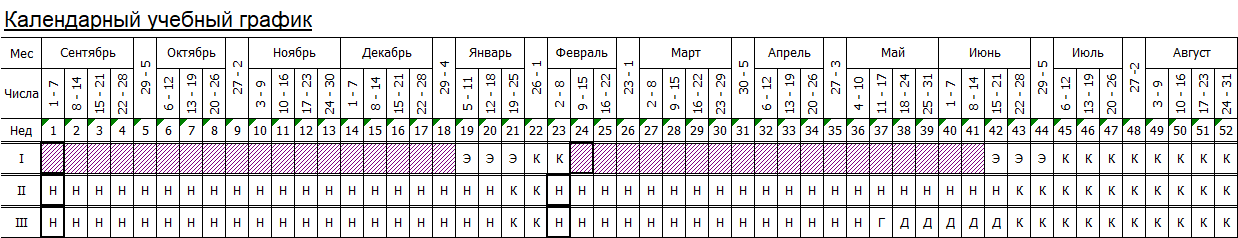 Календарный учебный график
Мес Сентябрь 29 - 5 Октябрь 27 - 2 Ноябрь Декабрь 29 - 4 Январь 26 - 1 Февраль 23 - 1 Март 30 - 5 Апрель 27 - 3 Май Июнь 29 - 5 Июль 27 -2 Август
Числа 1 - 7 8 - 14 15 - 21 22 - 28 6 - 12 13 - 19 20 - 26 3 - 9 10 - 16 17 - 23 24 - 30 1 - 7 8 - 14 15 - 21 22 - 28 5 - 11 12 - 18 19 - 25 2 - 8 9 - 15 16 - 22 2 - 8 9 - 15 16 - 22 23 - 29 6 - 12 13 - 19 20 - 26 4 - 10 11 - 17 18 - 24 25 - 31 1 - 7 8 - 14 15 - 21 22 - 28 6 - 12 13 - 19 20 - 26 3 - 9 10 - 16 17 - 23 24 - 31
Нед 1 2 3 4 5 6 7 8 9 10 11 12 13 14 15 16 17 18 19 20 21 22 23 24 25 26 27 28 29 30 31 32 33 34 35 36 37 38 39 40 41 42 43 44 45 46 47 48 49 50 51 52
I Э Э Э К К Э Э Э К К К К К К К К
II Н Н Н Н Н Н Н Н Н Н Н Н Н Н Н Н Н Н Н Н К К Н Н Н Н Н Н Н Н Н Н Н Н Н Н Н Н Н Н Н Н К К К К К К К К К К
III Н Н Н Н Н Н Н Н Н Н Н Н Н Н Н Н Н Н Н Н К К Н Н Н Н Н Н Н Н Н Н Н Н Н Н Г Д Д Д Д Д К К К К К К К К К К